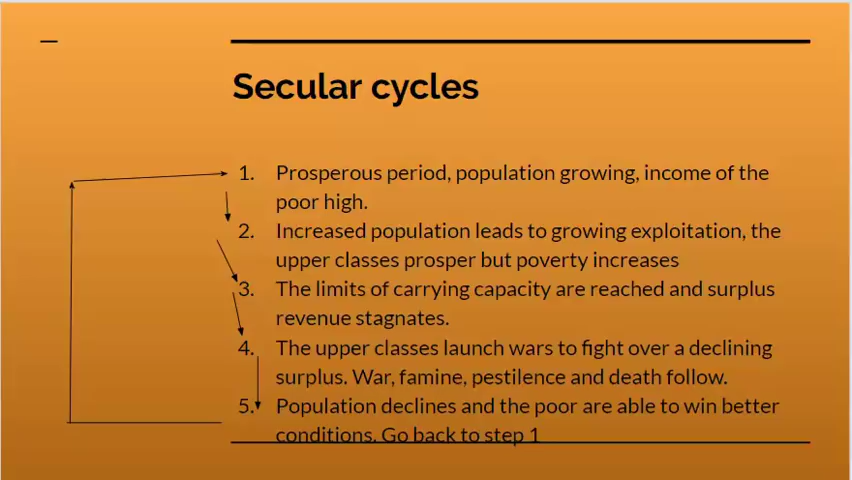 Secular cycles
1. Prosperous period, population growing, income of the
poor high.
2. Increased population leads to growing exploitation, the
upper classes prosper but poverty increases
3. The limits of carrying capacity are reached and surplus
revenue stagnates.
4. The upper classes launch wars to fight over a declining
surplus. War, famine, pestilence and death follow.
5. Population declines and the poor are able to win better
conditions. Go back to step 1